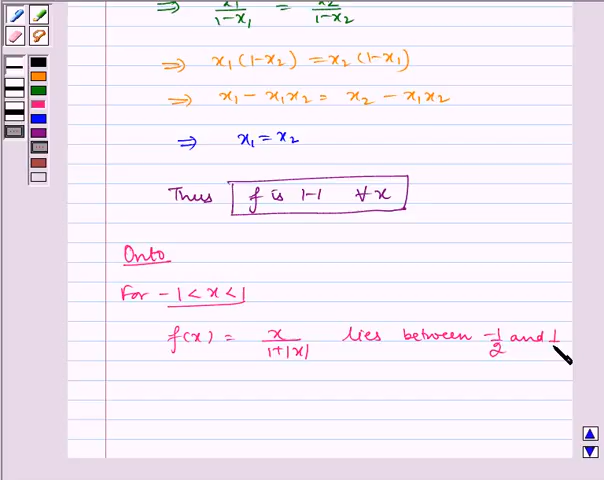 ⇒ x1/(1-x1) = x2/(1-x2)
⇒ x1(1-x2) = x2(1-x1)
⇒ x1 - x1x2 = x2 - x1x2
⇒ x1 = x2
Thus f is 1-1 ∀x
Onto
For -1 < x < 1
f(x) = x/(1+|x|) lies between -1/2 and 1/